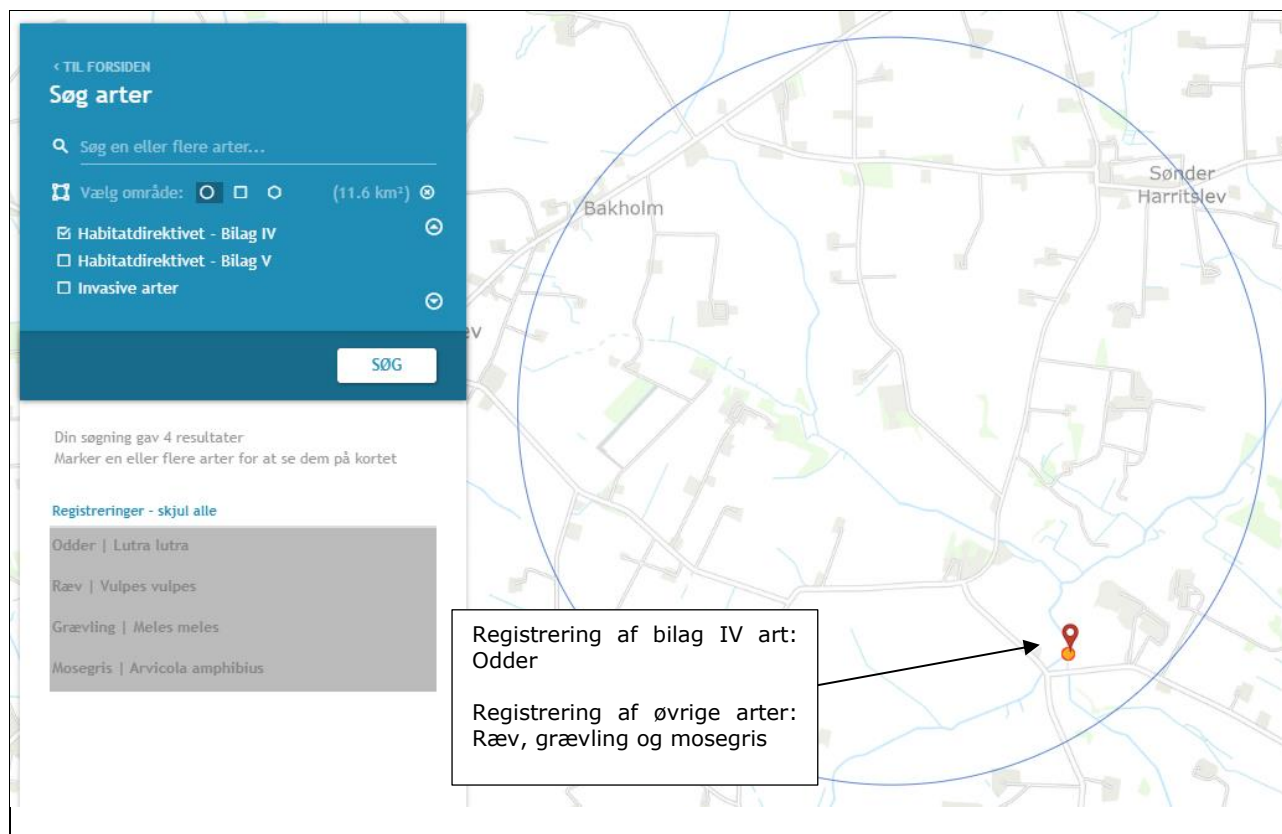 ‹ TIL FORSIDEN
Søg arter
Søg en eller flere arter...
Vælg område: (11.6 km²)
Habitatdirektivet - Bilag IV
Habitatdirektivet - Bilag V
Invasive arter
SØG
Din søgning gav 4 resultater
Marker en eller flere arter for at se dem på kortet
Registreringer - skjul alle
Odder | Lutra lutra
Ræv | Vulpes vulpes
Grævling | Meles meles
Mosegris | Arvicola amphibius
Bakholm
Sønder
Harritslev
ev
Registrering af bilag IV art:
Odder
Registrering af øvrige arter:
Ræv, grævling og mosegris